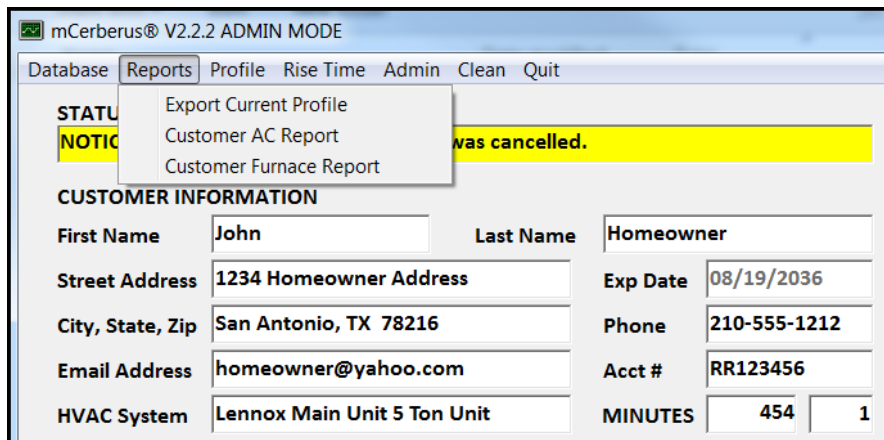 mCerberus® V2.2.2 ADMIN MODE
Database Reports Profile Rise Time Admin Clean Quit
Export Current Profile
Customer AC Report
Customer Furnace Report
was cancelled.
CUSTOMER INFORMATION
First Name John Last Name Homeowner
Street Address 1234 Homeowner Address Exp Date 08/19/2036
City, State, Zip San Antonio, TX 78216 Phone 210-555-1212
Email Address homeowner@yahoo.com Acct # RR123456
HVAC System Lennox Main Unit 5 Ton Unit MINUTES 454 1